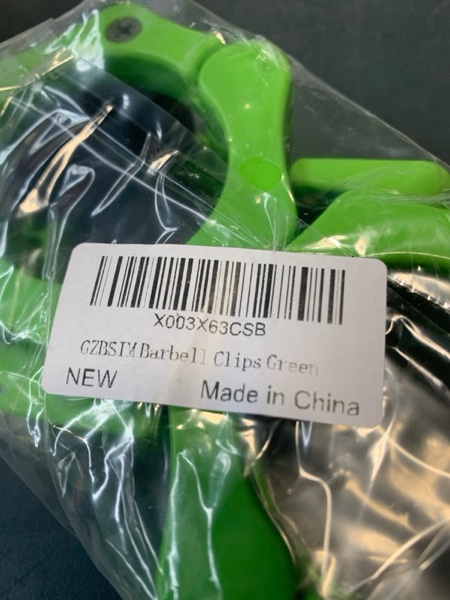 X003X63CSB
GZBSIM Barbell Clips Green
NEW
Made in China